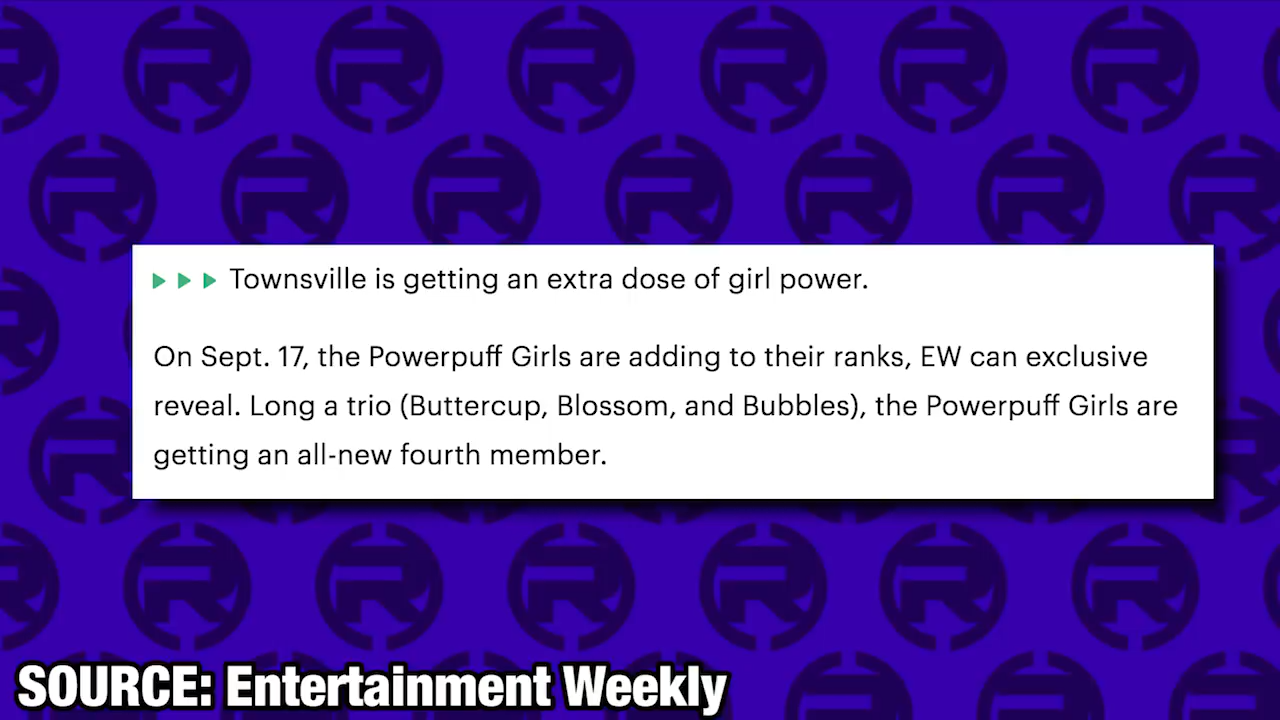 Townsville is getting an extra dose of girl power.
On Sept. 17, the Powerpuff Girls are adding to their ranks, EW can exclusive
reveal. Long a trio (Buttercup, Blossom, and Bubbles), the Powerpuff Girls are
getting an all-new fourth member.
SOURCE: Entertainment Weekly